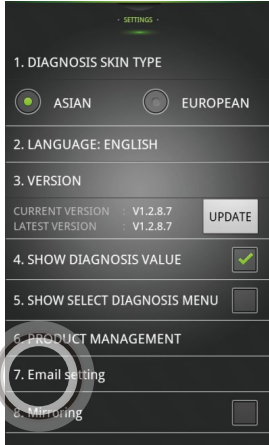 · SETTINGS ·
1. DIAGNOSIS SKIN TYPE
ASIAN EUROPEAN
2. LANGUAGE: ENGLISH
3. VERSION
CURRENT VERSION : V1.2.8.7
LATEST VERSION : V1.2.8.7
UPDATE
4. SHOW DIAGNOSIS VALUE
5. SHOW SELECT DIAGNOSIS MENU
6. PRODUCT MANAGEMENT
7. Email setting
8. Mirroring